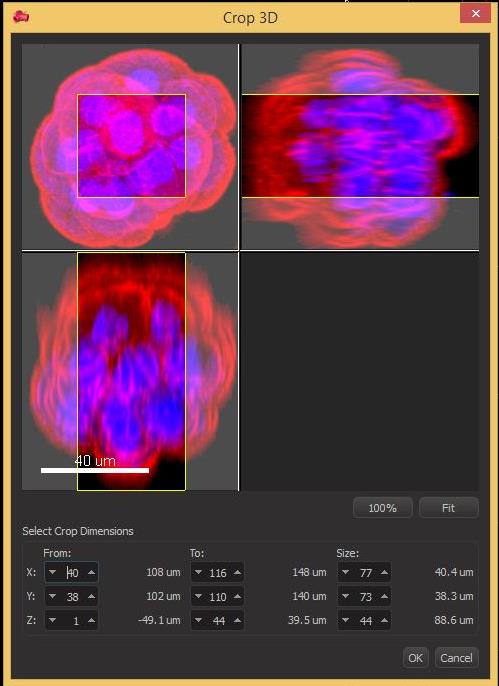 Crop 3D
40 um
100% Fit
Select Crop Dimensions
From: To: Size:
X: 40 108 um 116 148 um 77 40.4 um
Y: 38 102 um 110 140 um 73 38.3 um
Z: 1 -49.1 um 44 39.5 um 44 88.6 um
OK Cancel